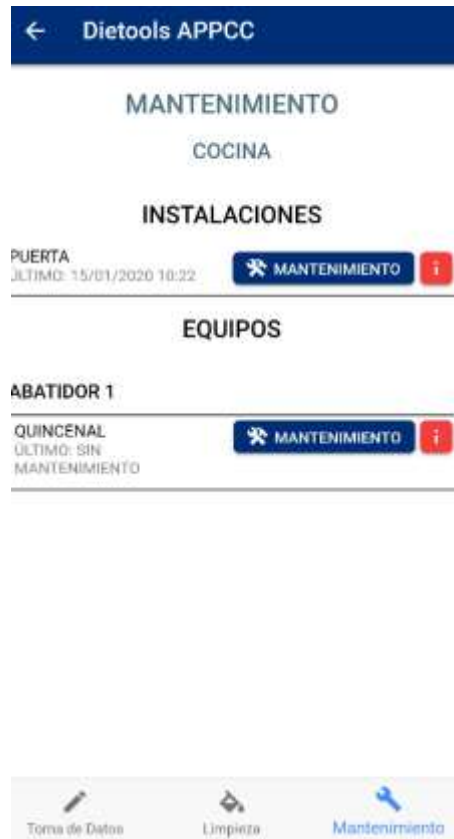 Dietools APPCC
MANTENIMIENTO
COCINA
INSTALACIONES
PUERTA
ÚLTIMO: 15/01/2020 10:22
MANTENIMIENTO
i
EQUIPOS
ABATIDOR 1
QUINCENAL
ÚLTIMO: SIN
MANTENIMIENTO
MANTENIMIENTO
i
Toma de Datos
Limpieza
Mantenimiento